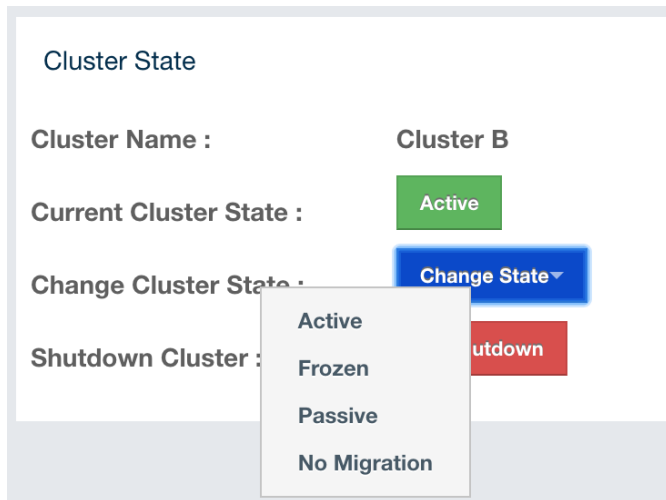 Cluster State
Cluster Name : Cluster B
Current Cluster State : Active
Change Cluster State : Change State
Shutdown Cluster : utdown
Active
Frozen
Passive
No Migration